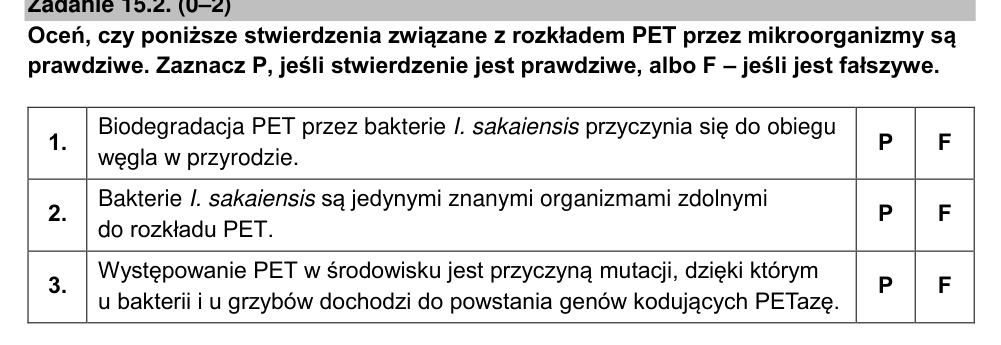 Zadanie 15.2. (0–2)
Oceń, czy poniższe stwierdzenia związane z rozkładem PET przez mikroorganizmy są
prawdziwe. Zaznacz P, jeśli stwierdzenie jest prawdziwe, albo F – jeśli jest fałszywe.
1. Biodegradacja PET przez bakterie I. sakaiensis przyczynia się do obiegu
węgla w przyrodzie. P F
2. Bakterie I. sakaiensis są jedynymi znanymi organizmami zdolnymi
do rozkładu PET. P F
3. Występowanie PET w środowisku jest przyczyną mutacji, dzięki którym
u bakterii i u grzybów dochodzi do powstania genów kodujących PETazę. P F